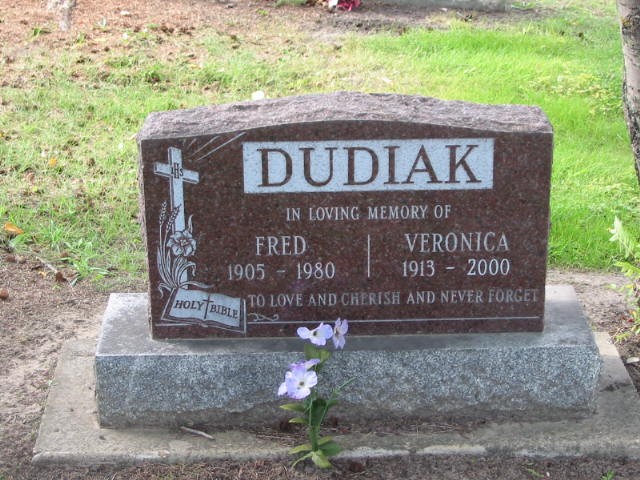 DUDIAK
IHS
IN LOVING MEMORY OF
FRED
1905 - 1980
VERONICA
1913 - 2000
HOLY BIBLE
TO LOVE AND CHERISH AND NEVER FORGET